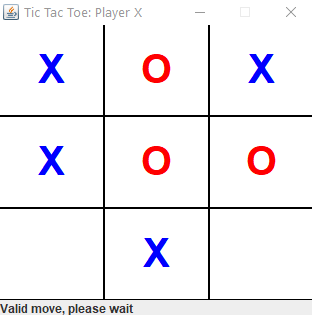 Tic Tac Toe: Player X
X O X
X O O
X
Valid move, please wait